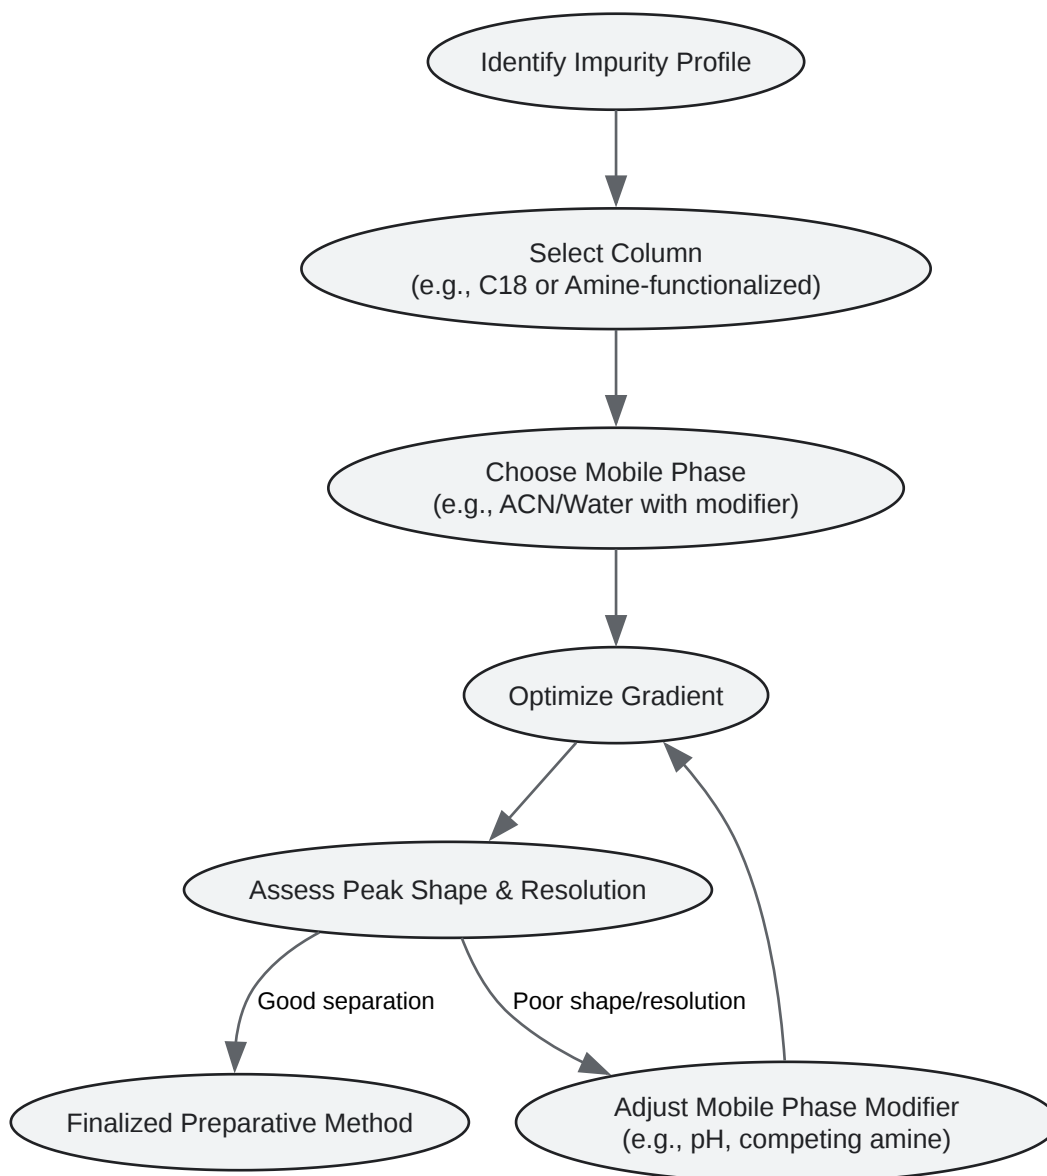 Identify Impurity Profile
Select Column
(e.g., C18 or Amine-functionalized)
Choose Mobile Phase
(e.g., ACN/Water with modifier)
Optimize Gradient
Assess Peak Shape & Resolution
Good separation
Poor shape/resolution
Finalized Preparative Method
Adjust Mobile Phase Modifier
(e.g., pH, competing amine)